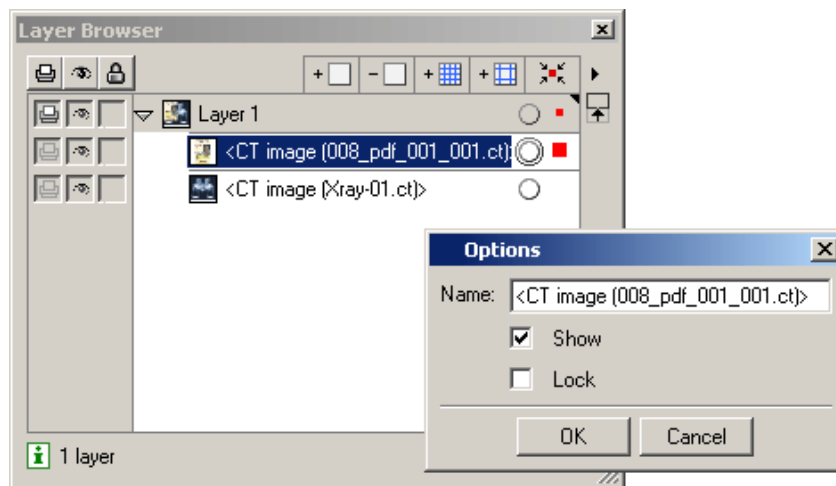 Layer Browser
Layer 1
<CT image (008_pdf_001_001.ct)>
<CT image (Xray-01.ct)>
Options
Name: <CT image (008_pdf_001_001.ct)>
Show
Lock
OK Cancel
1 layer